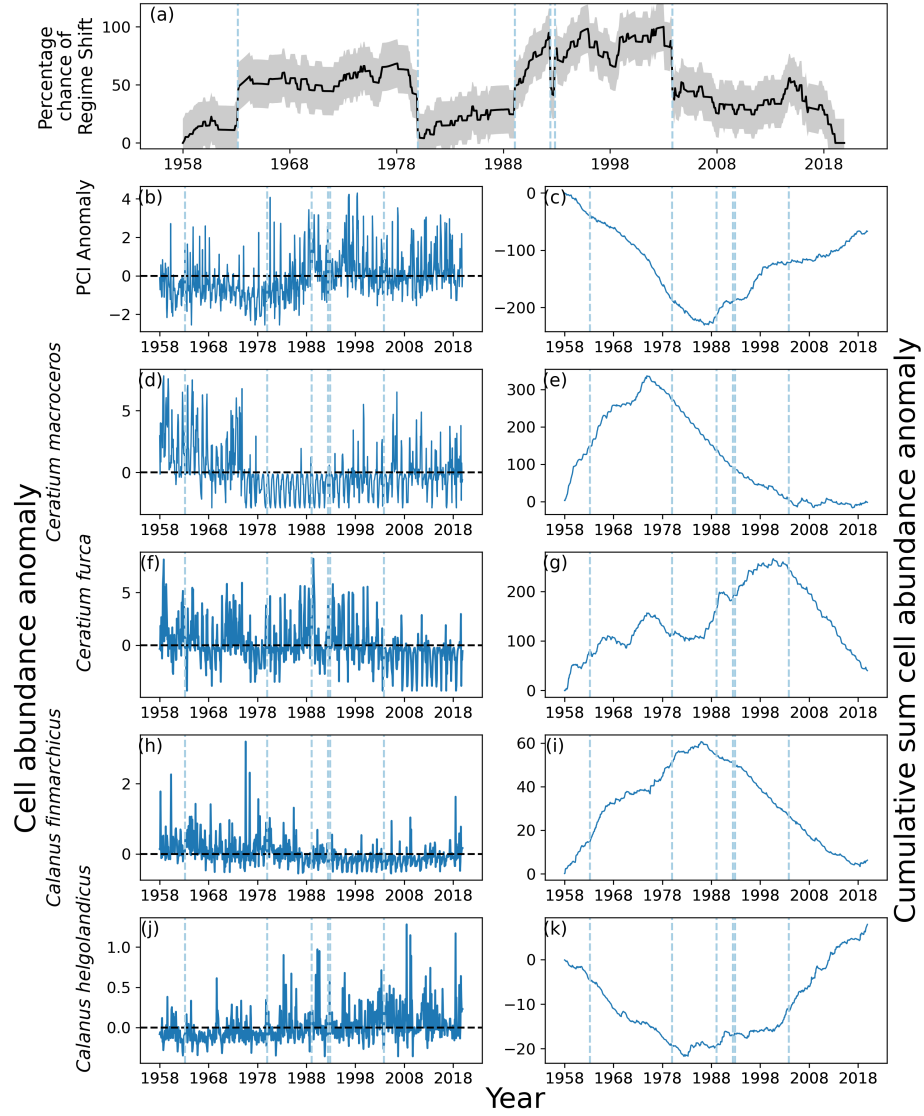 (a)
Percentage
chance of
Regime Shift
100
50
0
1958 1968 1978 1988 1998 2008 2018
(b)
PCI Anomaly
4
2
0
−2
1958 1968 1978 1988 1998 2008 2018
(c)
0
−100
−200
1958 1968 1978 1988 1998 2008 2018
(d)
Ceratium macroceros
5
0
1958 1968 1978 1988 1998 2008 2018
(e)
300
200
100
0
1958 1968 1978 1988 1998 2008 2018
Cell abundance anomaly
Cumulative sum cell abundance anomaly
(f)
Ceratium furca
5
0
1958 1968 1978 1988 1998 2008 2018
(g)
200
100
0
1958 1968 1978 1988 1998 2008 2018
(h)
Calanus finmarchicus
2
0
1958 1968 1978 1988 1998 2008 2018
(i)
60
40
20
0
1958 1968 1978 1988 1998 2008 2018
(j)
Calanus helgolandicus
1.0
0.5
0.0
1958 1968 1978 1988 1998 2008 2018
(k)
0
−10
−20
1958 1968 1978 1988 1998 2008 2018
Year